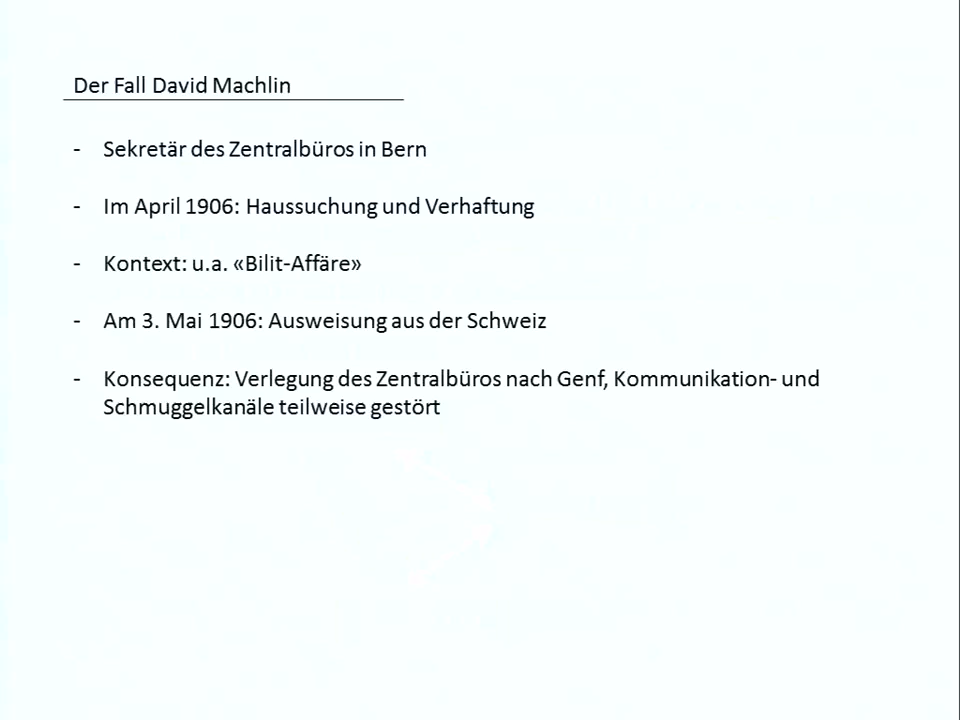 Der Fall David Machlin
- Sekretär des Zentralbüros in Bern
- Im April 1906: Haussuchung und Verhaftung
- Kontext: u.a. «Bilit-Affäre»
- Am 3. Mai 1906: Ausweisung aus der Schweiz
- Konsequenz: Verlegung des Zentralbüros nach Genf, Kommunikation- und
Schmuggelkanäle teilweise gestört